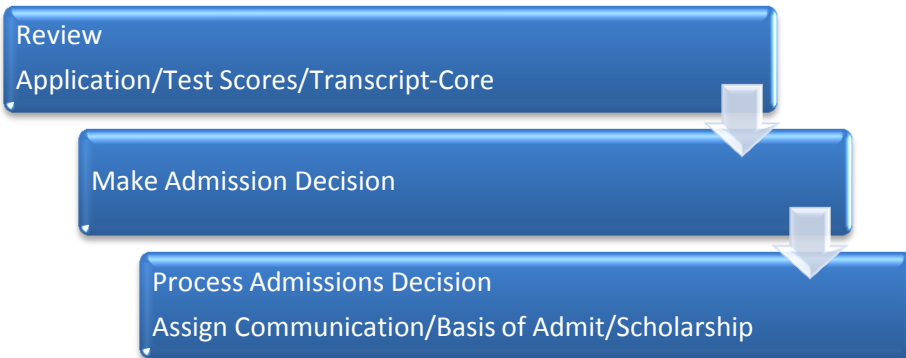 Review
Application/Test Scores/Transcript-Core
Make Admission Decision
Process Admissions Decision
Assign Communication/Basis of Admit/Scholarship